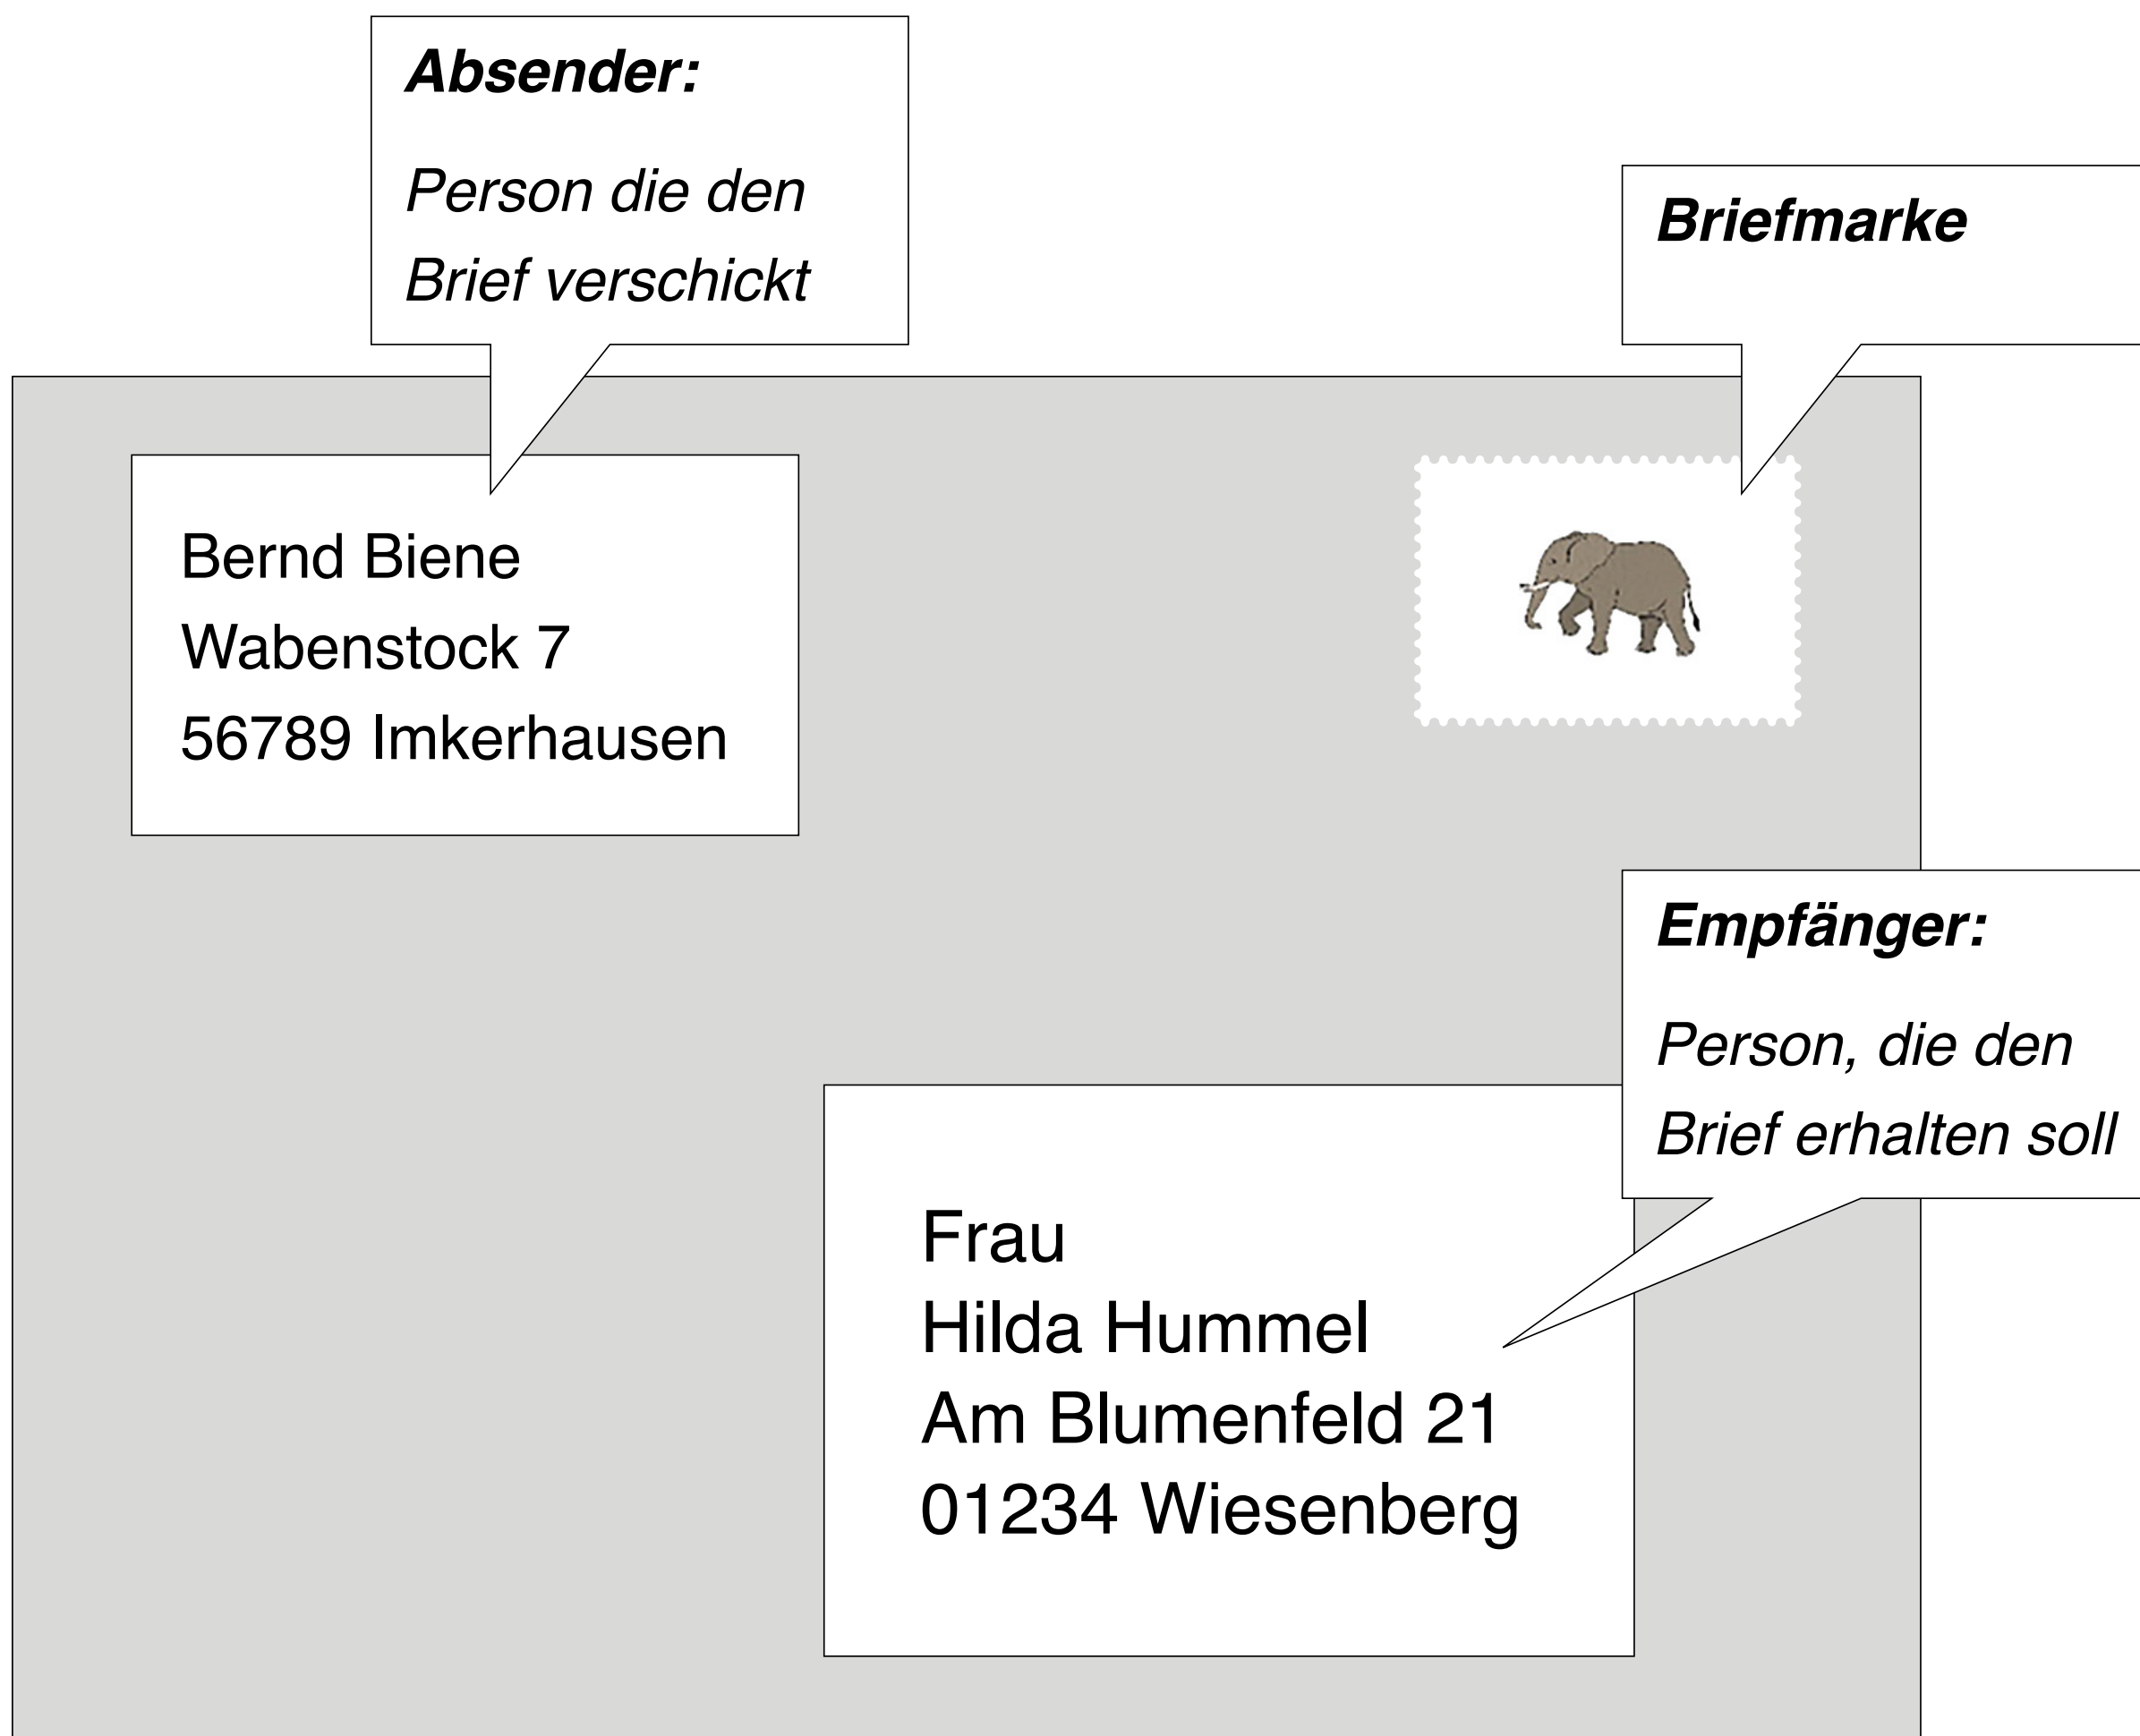 Absender:
Person die den
Brief verschickt
Briefmarke
Bernd Biene
Wabenstock 7
56789 Imkerhausen
Empfänger:
Person, die den
Brief erhalten soll
Frau
Hilda Hummel
Am Blumenfeld 21
01234 Wiesenberg